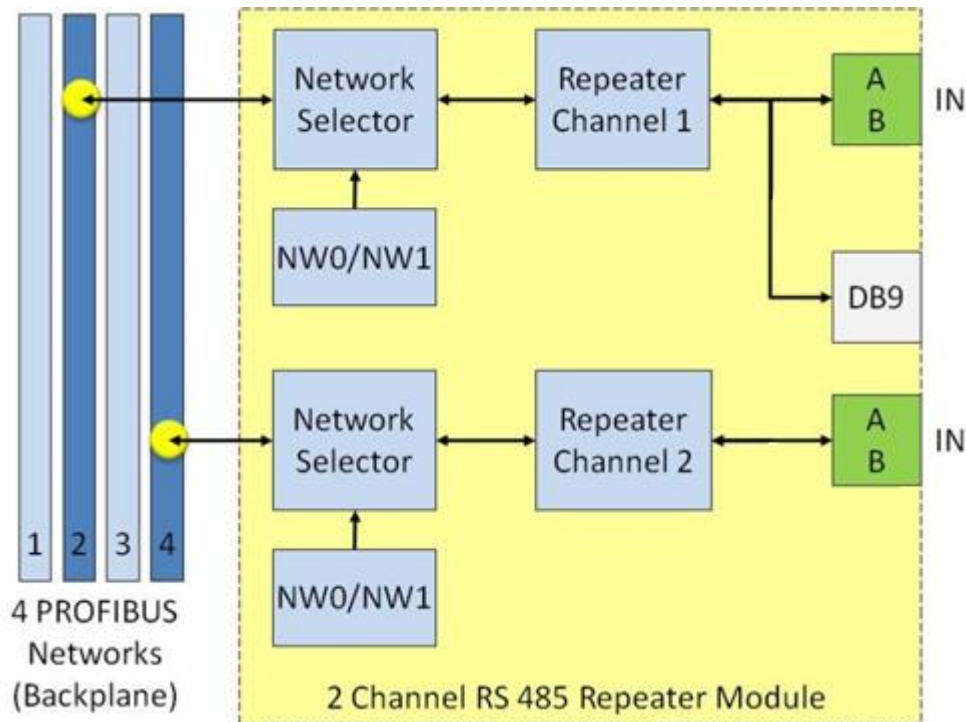 Network
Selector
Repeater
Channel 1
A
B
IN
NW0/NW1
DB9
Network
Selector
Repeater
Channel 2
A
B
IN
NW0/NW1
1
2
3
4
4 PROFIBUS
Networks
(Backplane)
2 Channel RS 485 Repeater Module